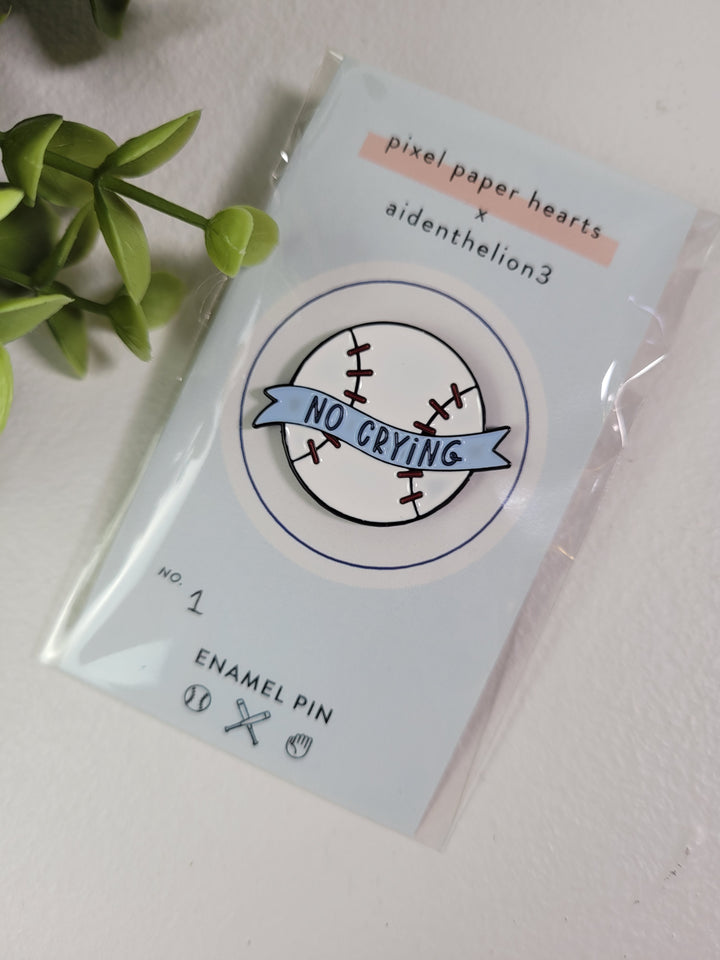 pixel paper hearts
x
aidenthelion3
NO CRYiNG
NO.
1
ENAMEL PIN